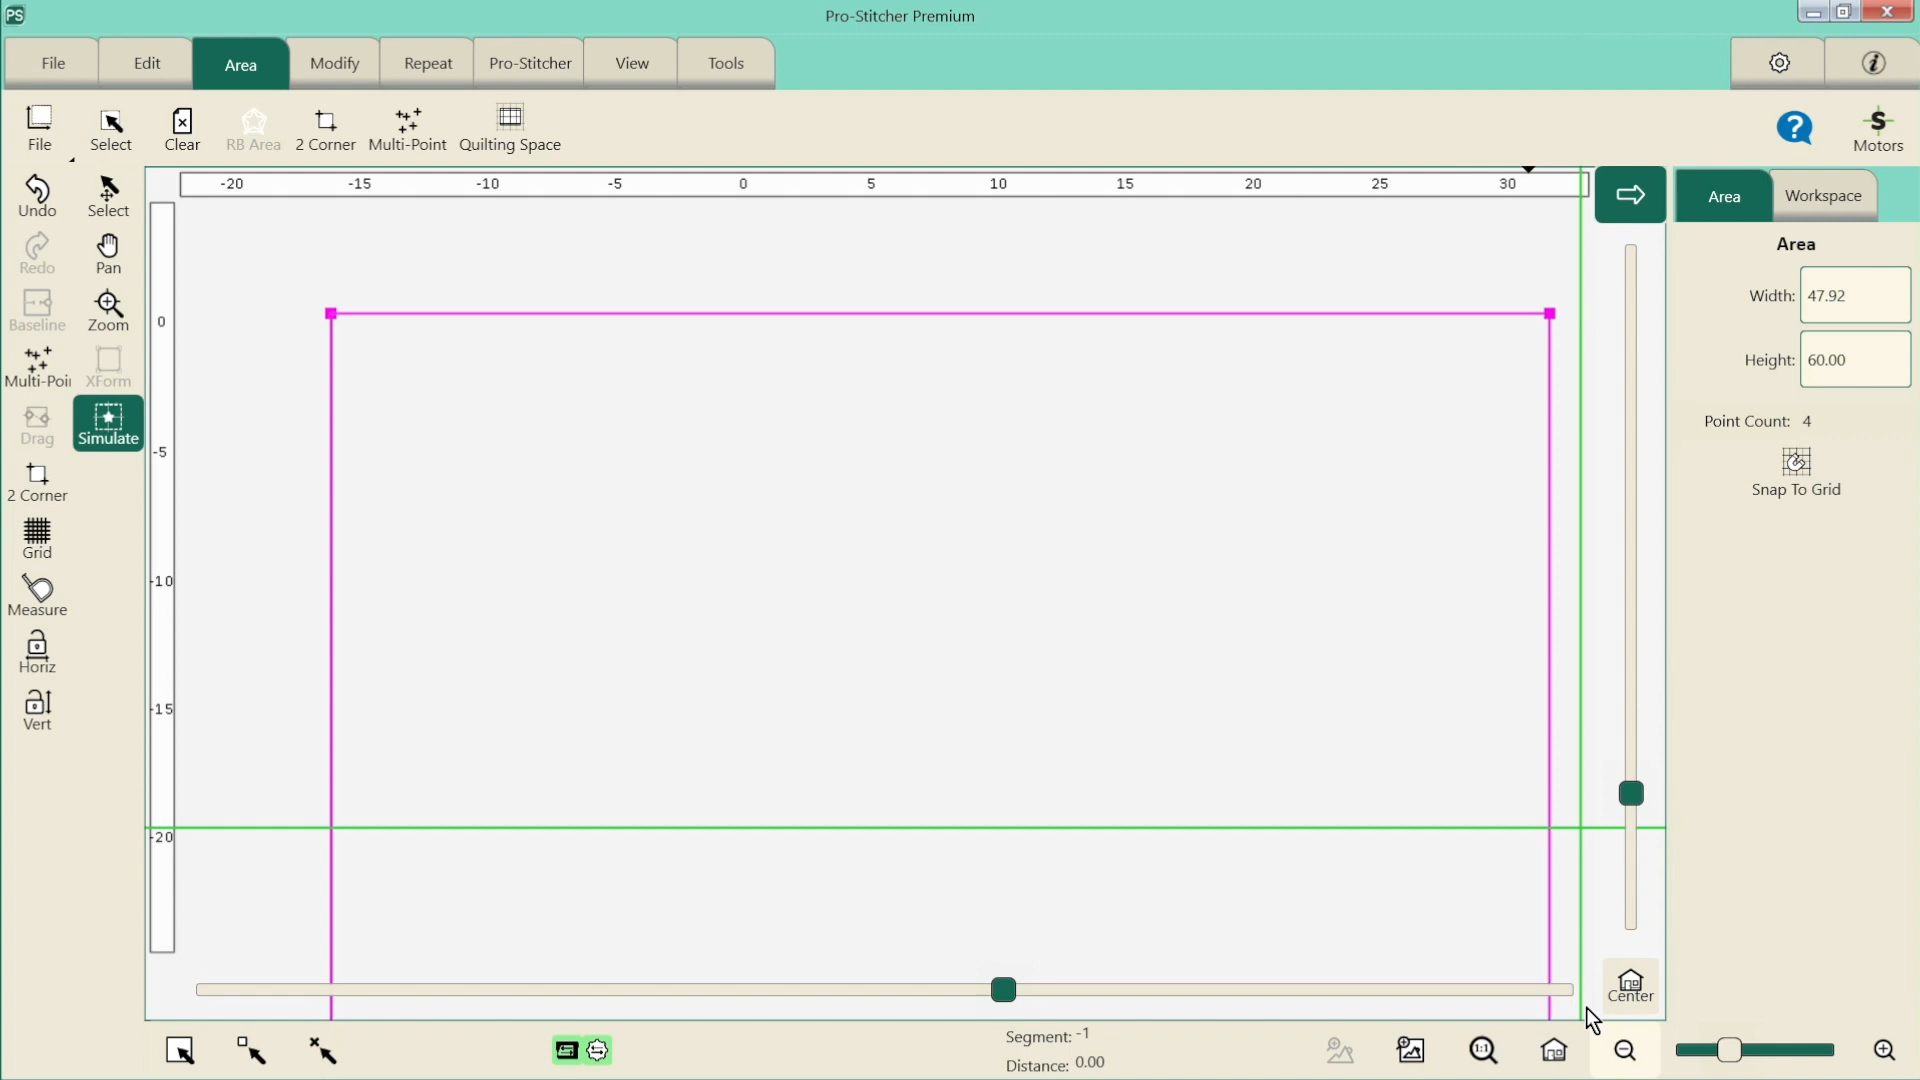 PS
Pro-Stitcher Premium
File Edit Area Modify Repeat Pro-Stitcher View Tools
File Select Clear RB Area 2 Corner Multi-Point Quilting Space
Motors
Undo Select
Redo Pan
Baseline Zoom
Multi-Poi XForm
Drag Simulate
2 Corner
Grid
Measure
Horiz
Vert
-20 -15 -10 -5 0 5 10 15 20 25 30
0
-5
-10
-15
-20
Area Workspace
Area
Width: 47.92
Height: 60.00
Point Count: 4
Snap To Grid
Center
Segment: -1
Distance: 0.00
1:1